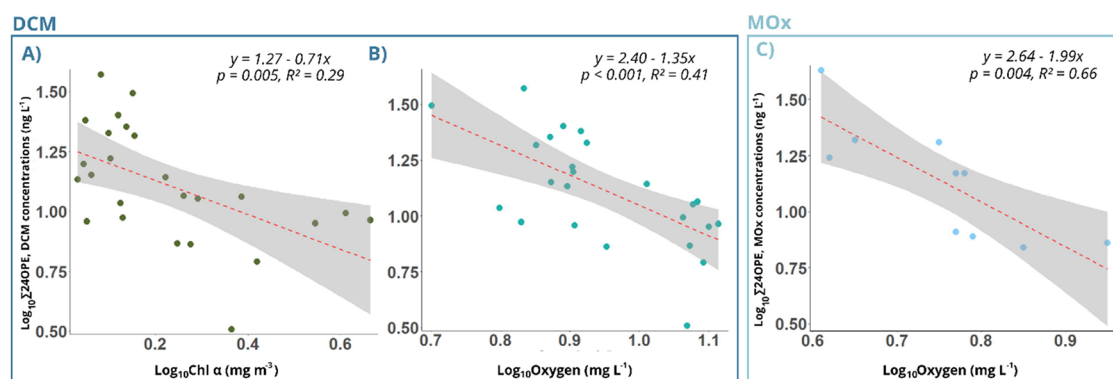 DCM
MOx
A)
y = 1.27 - 0.71x
p = 0.005, R² = 0.29
Log₁₀Σ24OPE, DCM concentrations (ng L⁻¹)
1.50
1.25
1.00
0.75
0.50
0.2
0.4
0.6
Log₁₀Chl α (mg m⁻³)
B)
y = 2.40 - 1.35x
p < 0.001, R² = 0.41
1.50
1.25
1.00
0.75
0.50
0.7
0.8
0.9
1.0
1.1
Log₁₀Oxygen (mg L⁻¹)
C)
y = 2.64 - 1.99x
p = 0.004, R² = 0.66
Log₁₀Σ24OPE, MOx concentrations (ng L⁻¹)
1.50
1.25
1.00
0.75
0.50
0.6
0.7
0.8
0.9
Log₁₀Oxygen (mg L⁻¹)